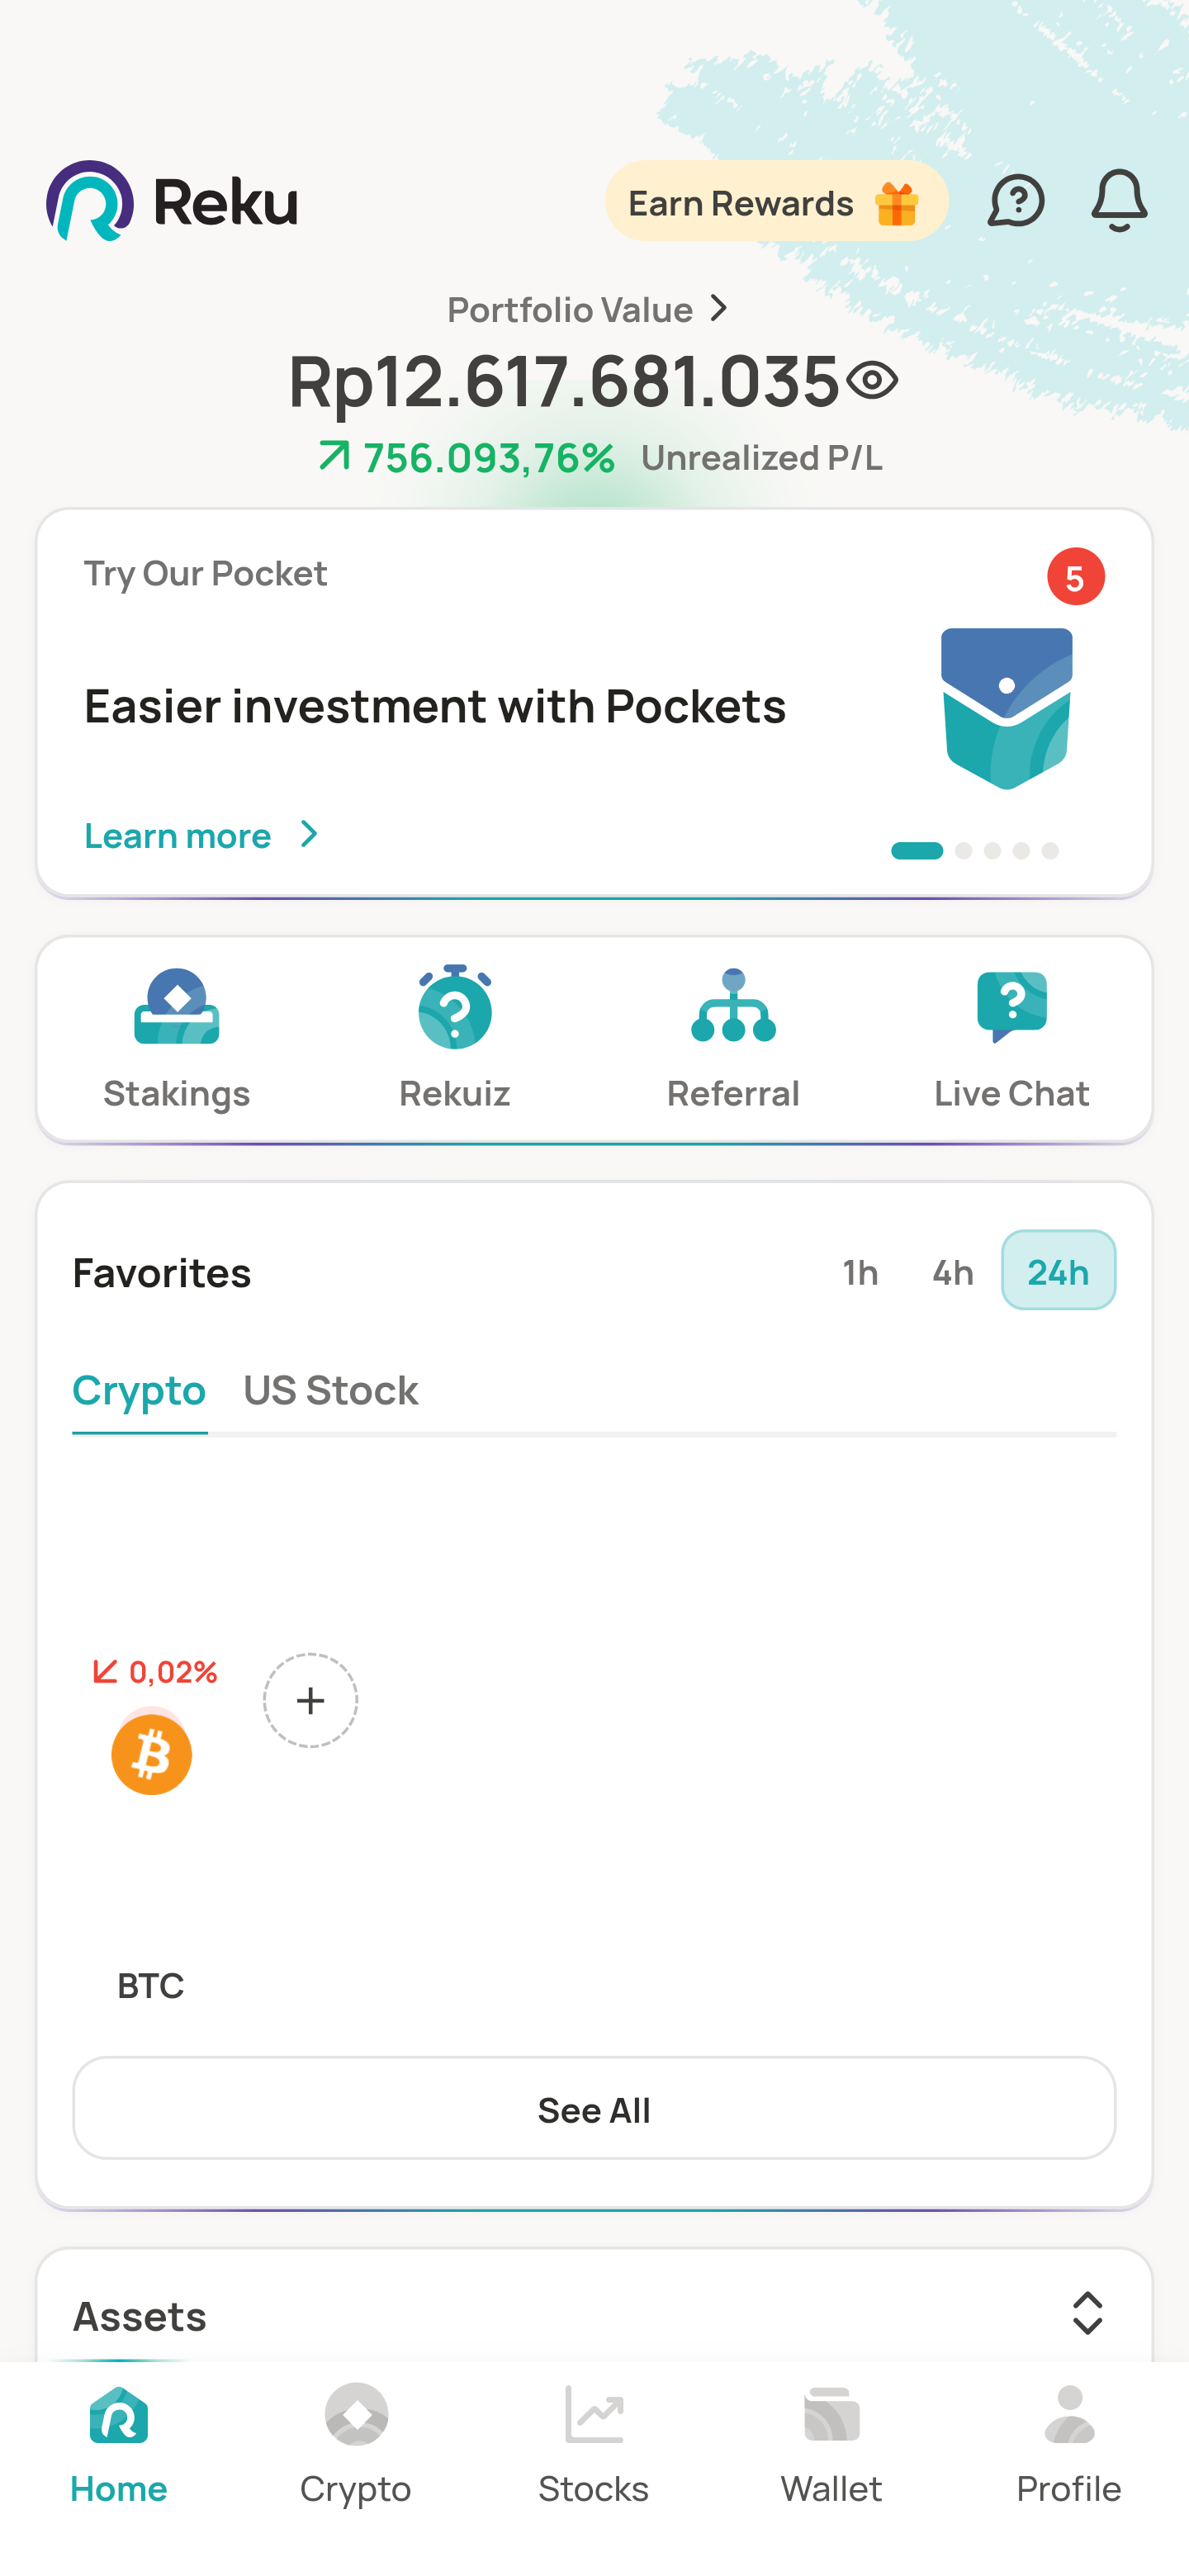 Reku
Earn Rewards
Portfolio Value
Rp12.617.681.035
756.093,76% Unrealized P/L
Try Our Pocket
5
Easier investment with Pockets
Learn more
Stakings
Rekuiz
Referral
Live Chat
Favorites
1h
4h
24h
Crypto
US Stock
0,02%
BTC
See All
Assets
Home
Crypto
Stocks
Wallet
Profile